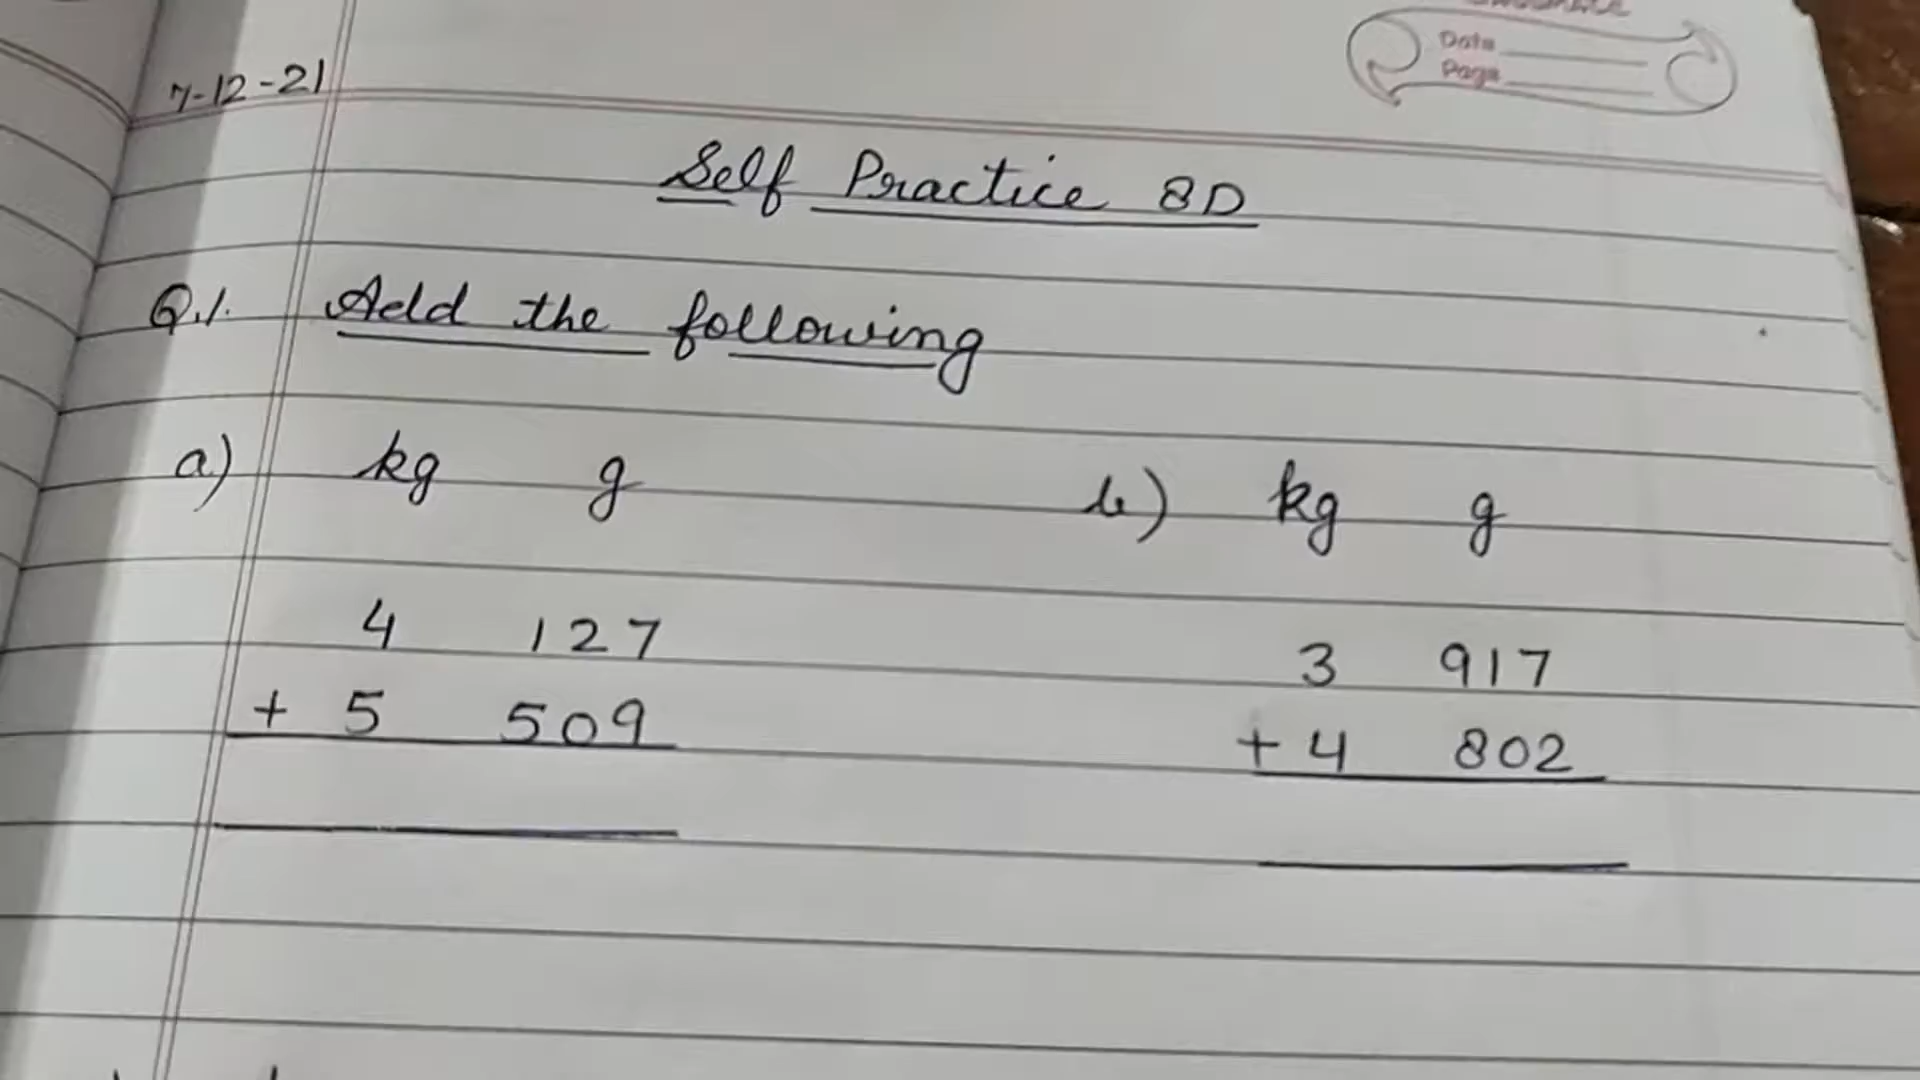 7-12-21
Date
Page
Self Practice 8D
Q.1. Add the following
a) kg g
4 127
+ 5 509
b) kg g
3 917
+ 4 802